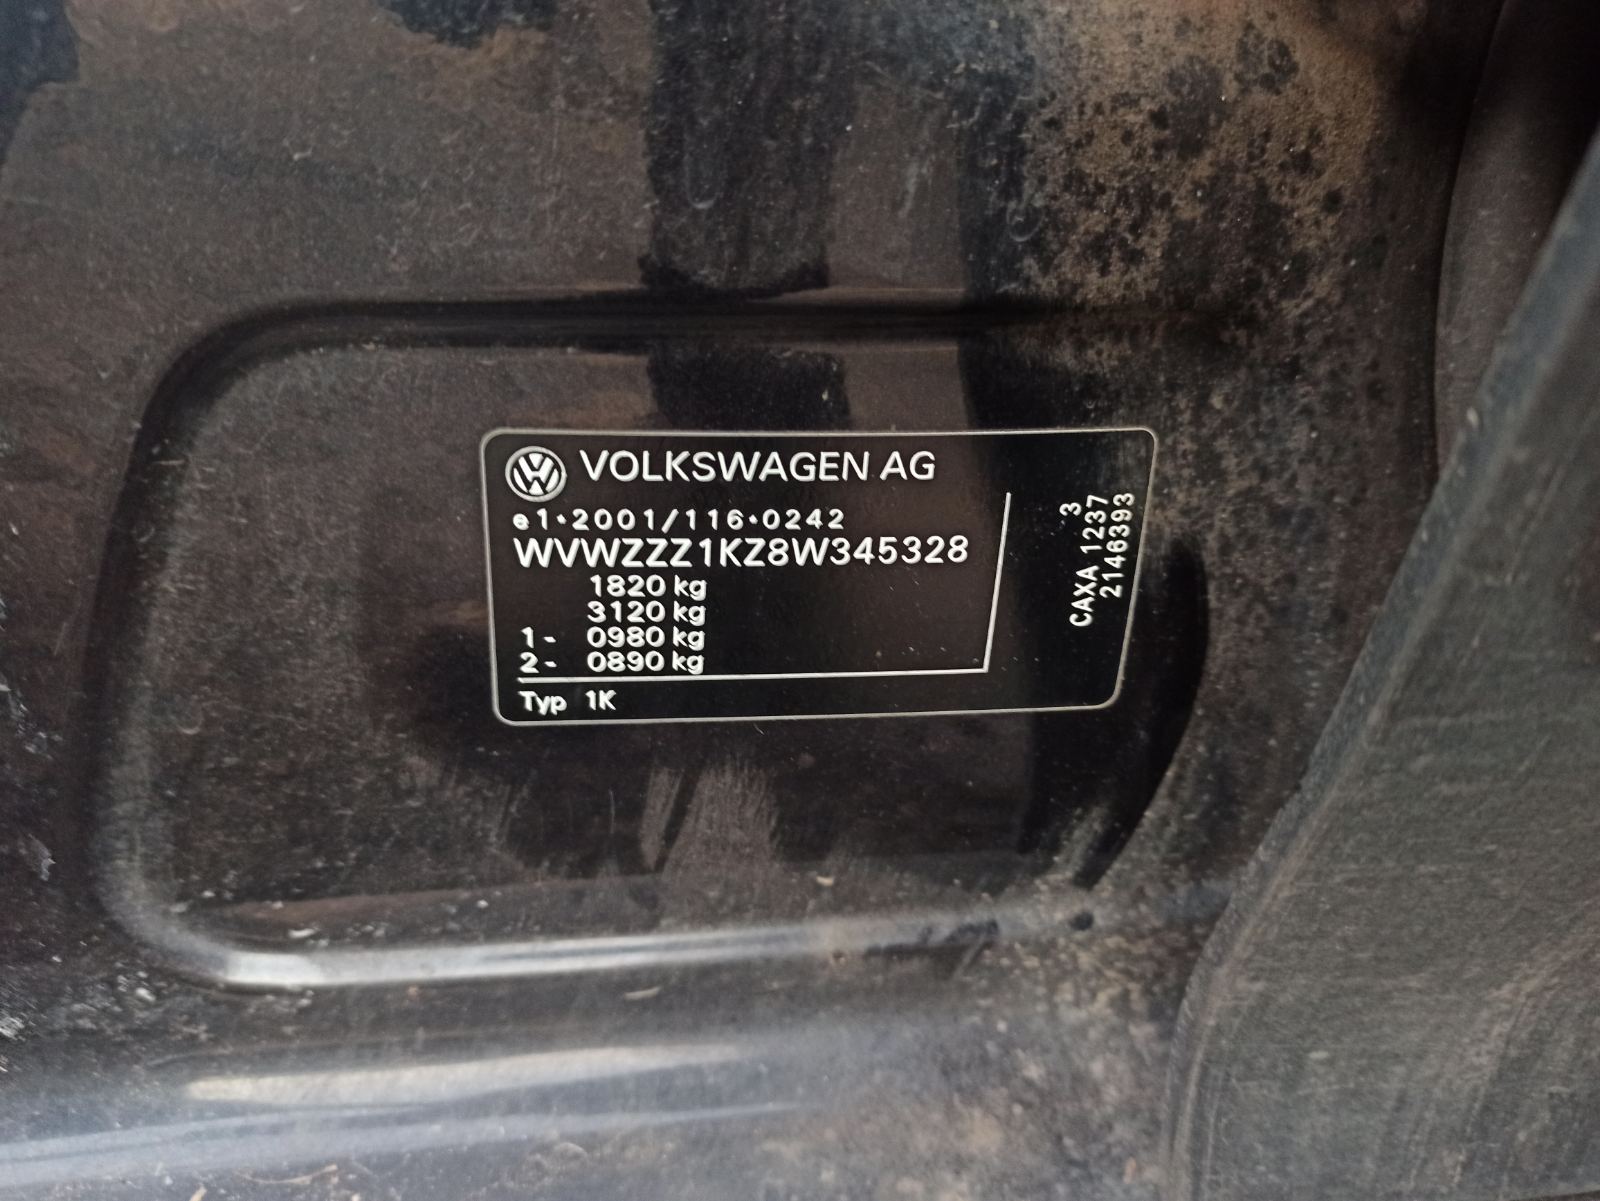 VOLKSWAGEN AG
e1*2001/116*0242
WVWZZZ1KZ8W345328
1820 kg
3120 kg
1- 0980 kg
2- 0890 kg
Typ 1K
3
CAXA 1237
2146393